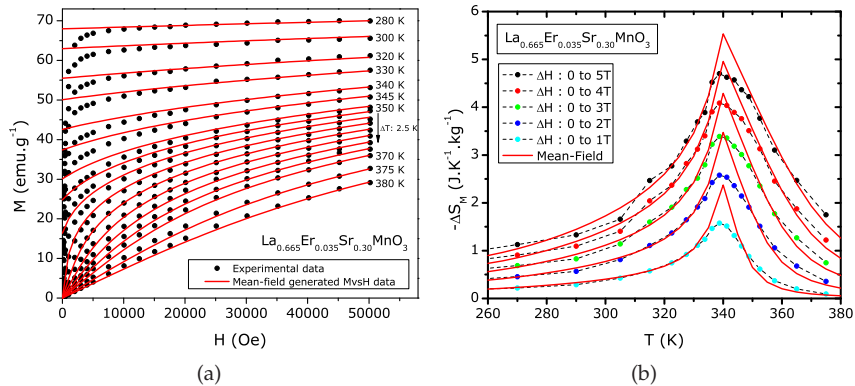 70
60
50
40
30
20
10
0
M (emu.g⁻¹)
280 K
300 K
320 K
330 K
340 K
345 K
350 K
ΔT: 2.5 K
370 K
375 K
380 K
La₀.₆₆₅Er₀.₀₃₅Sr₀.₃₀MnO₃
Experimental data
Mean-field generated MvsH data
0 10000 20000 30000 40000 50000 60000
H (Oe)
(a)
6
5
4
3
2
1
0
-ΔS_M (J.K⁻¹.kg⁻¹)
La₀.₆₆₅Er₀.₀₃₅Sr₀.₃₀MnO₃
ΔH : 0 to 5T
ΔH : 0 to 4T
ΔH : 0 to 3T
ΔH : 0 to 2T
ΔH : 0 to 1T
Mean-Field
260 280 300 320 340 360 380
T (K)
(b)